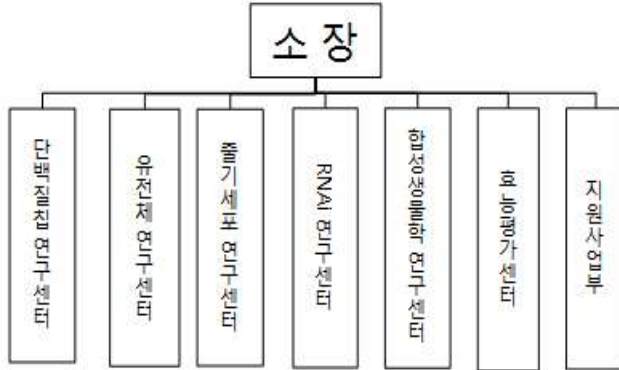 소 장
단백질칩 연구센터
유전체 연구센터
줄기세포 연구센터
RNAi 연구센터
합성생물학 연구센터
효능평가센터
지원사업부